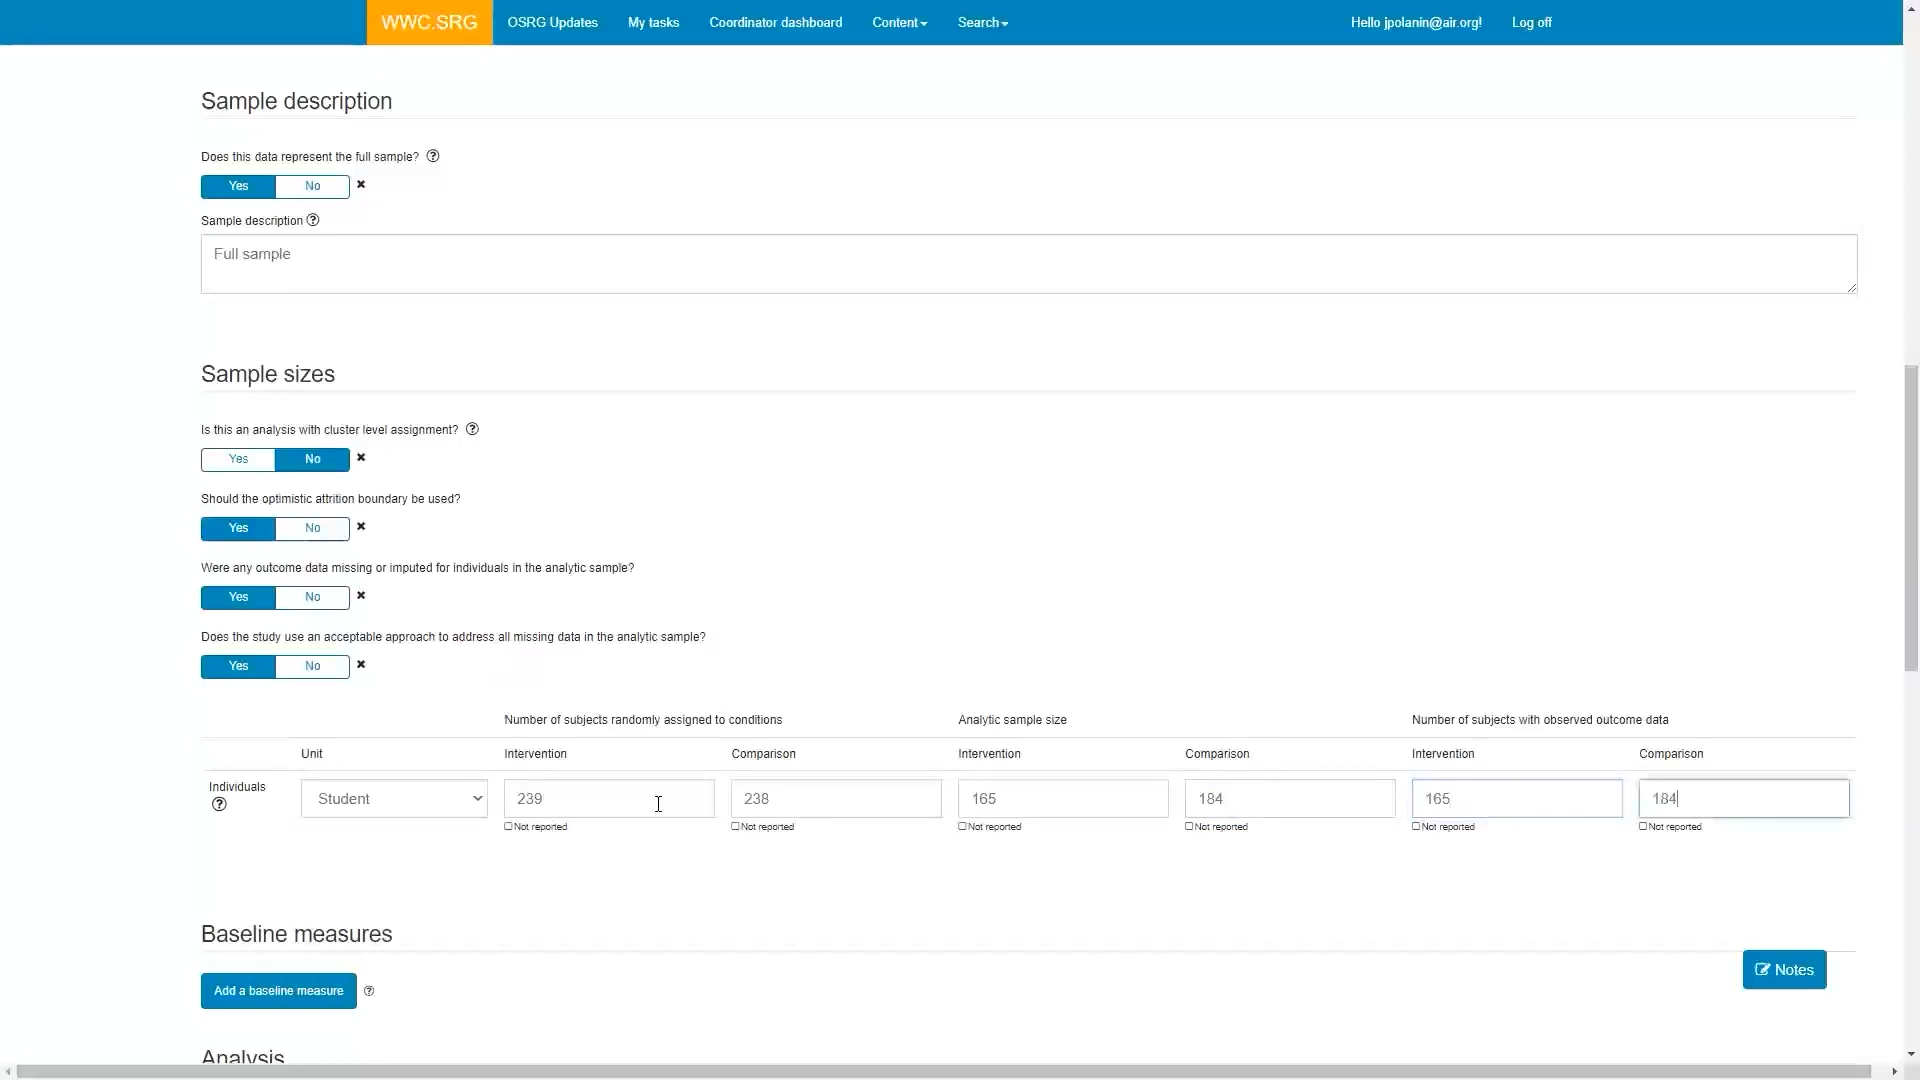 WWC.SRG OSRG Updates My tasks Coordinator dashboard Content Search Hello jpolanin@air.org! Log off
Sample description
Does this data represent the full sample?
Yes No
Sample description
Full sample
Sample sizes
Is this an analysis with cluster level assignment?
Yes No
Should the optimistic attrition boundary be used?
Yes No
Were any outcome data missing or imputed for individuals in the analytic sample?
Yes No
Does the study use an acceptable approach to address all missing data in the analytic sample?
Yes No
Number of subjects randomly assigned to conditions Analytic sample size Number of subjects with observed outcome data
Unit Intervention Comparison Intervention Comparison Intervention Comparison
Individuals Student 239 238 165 184 165 184
Not reported Not reported Not reported Not reported Not reported Not reported
Baseline measures
Notes
Add a baseline measure
Analysis